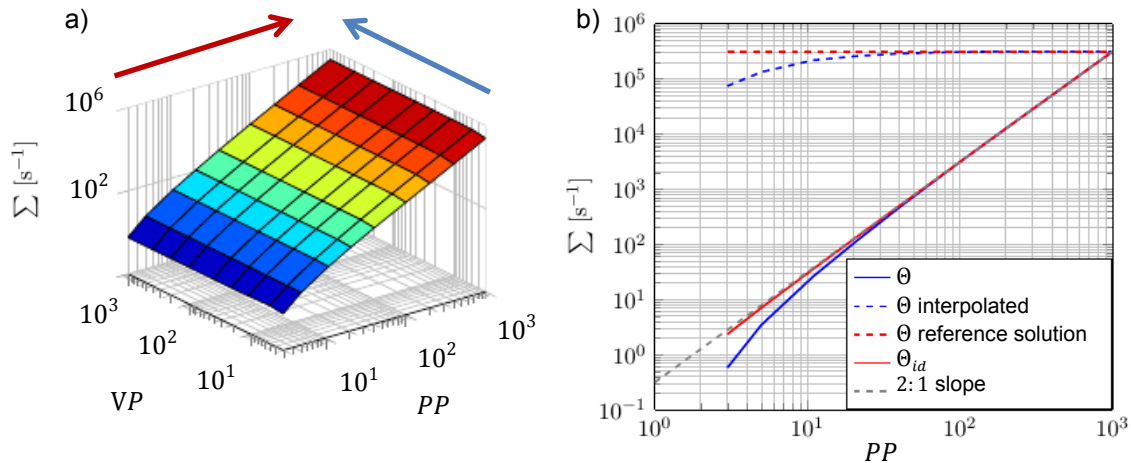 a)
10^6
10^2
∑ [s^{-1}]
10^3
10^2
10^1
VP
10^1
10^2
10^3
PP
b)
10^6
10^5
10^4
10^3
10^2
10^1
10^0
10^{-1}
∑ [s^{-1}]
Θ
Θ interpolated
Θ reference solution
Θ_{id}
2:1 slope
10^0
10^1
10^2
10^3
PP